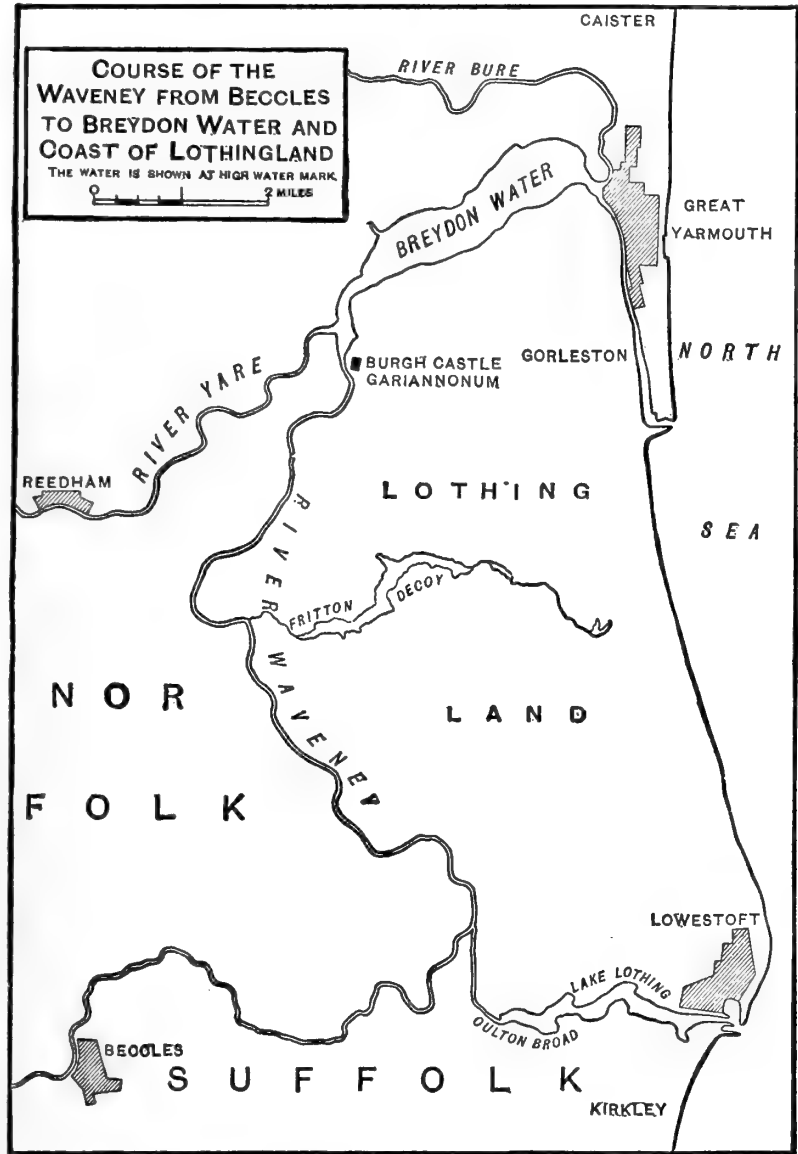 COURSE OF THE
WAVENEY FROM BECCLES
TO BREYDON WATER AND
COAST OF LOTHINGLAND
THE WATER IS SHOWN AT HIGH WATER MARK
0 2 MILES
CAISTER
RIVER BURE
BREYDON WATER
GREAT
YARMOUTH
RIVER YARE
BURGH CASTLE
GARIANNONUM
GORLESTON
NORTH
SEA
REEDHAM
LOTHING
LAND
RIVER WAVENEY
FRITTON DECOY
NOR
FOLK
LOWESTOFT
LAKE LOTHING
OULTON BROAD
BECCLES
SUFFOLK
KIRKLEY